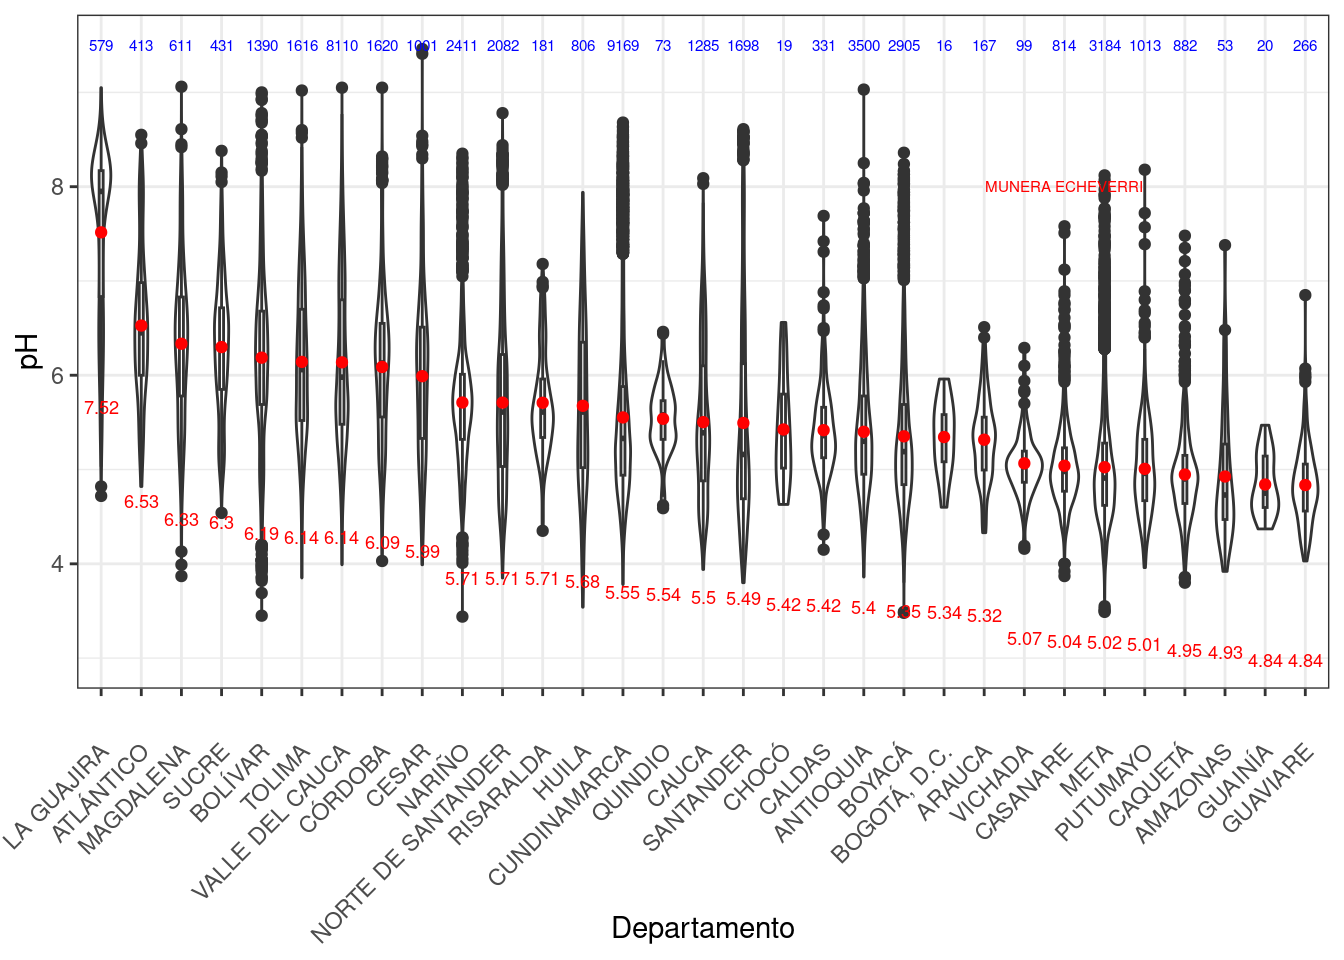 579 413 611 431 1390 1616 8110 1620 1001 2411 2082 181 806 9169 73 1285 1698 19 331 3500 2905 16 167 99 814 3184 1013 882 53 20 266
8
MUNERA ECHEVERRI
6
pH
7.52
6.53
6.33 6.3
6.19 6.14 6.14 6.09 5.99
5.71 5.71 5.71 5.68
5.55 5.54 5.5 5.49 5.42 5.42 5.4 5.35 5.34 5.32
4
5.07 5.04 5.02 5.01 4.95 4.93 4.84 4.84
LA GUAJIRA
ATLÁNTICO
MAGDALENA
SUCRE
BOLÍVAR
TOLIMA
VALLE DEL CAUCA
CÓRDOBA
CESAR
NARIÑO
NORTE DE SANTANDER
RISARALDA
HUILA
CUNDINAMARCA
QUINDIO
CAUCA
SANTANDER
CHOCÓ
CALDAS
ANTIOQUIA
BOYACÁ
BOGOTÁ, D.C.
ARAUCA
VICHADA
CASANARE
META
PUTUMAYO
CAQUETÁ
AMAZONAS
GUAINÍA
GUAVIARE
Departamento